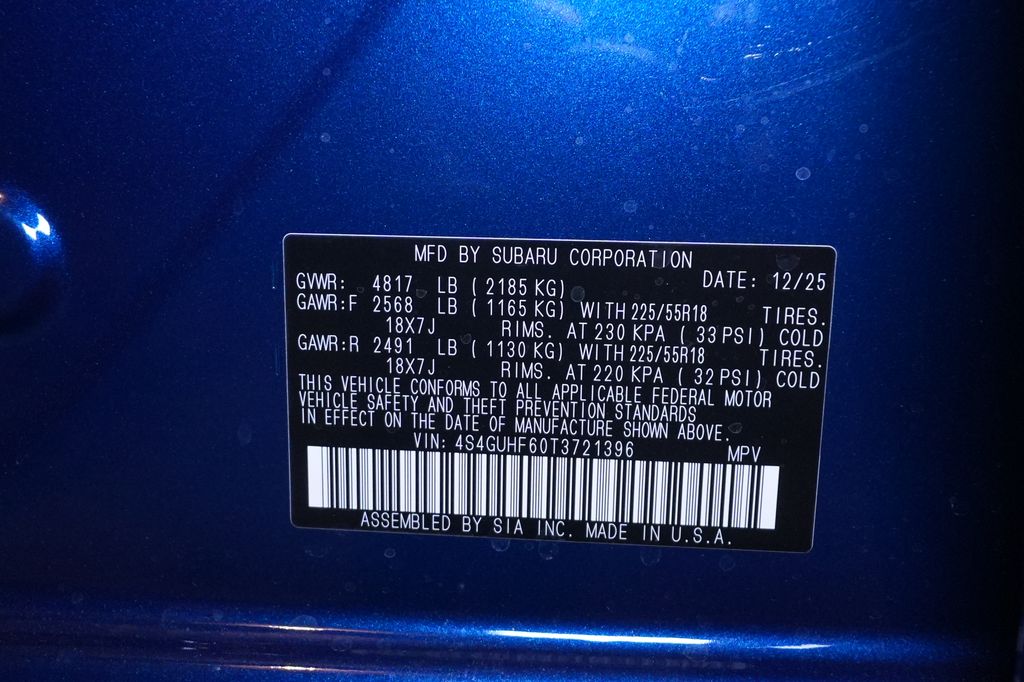 MFD BY SUBARU CORPORATION
GVWR: 4817 LB ( 2185 KG) DATE: 12/25
GAWR:F 2568 LB ( 1165 KG) WITH 225/55R18 TIRES.
18X7J RIMS. AT 230 KPA ( 33 PSI) COLD
GAWR:R 2491 LB ( 1130 KG) WITH 225/55R18 TIRES.
18X7J RIMS. AT 220 KPA ( 32 PSI) COLD
THIS VEHICLE CONFORMS TO ALL APPLICABLE FEDERAL MOTOR
VEHICLE SAFETY AND THEFT PREVENTION STANDARDS
IN EFFECT ON THE DATE OF MANUFACTURE SHOWN ABOVE.
VIN: 4S4GUHF60T3721396 MPV
ASSEMBLED BY SIA INC. MADE IN U.S.A.